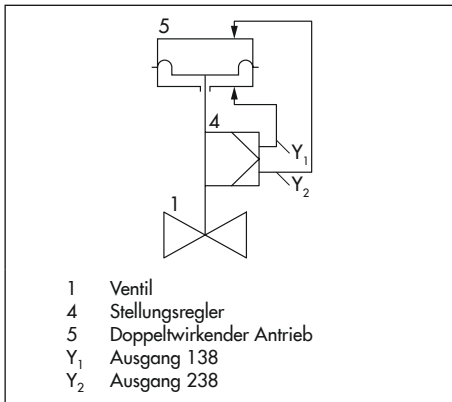 5
4
Y₁
Y₂
1
1 Ventil
4 Stellungsregler
5 Doppeltwirkender Antrieb
Y₁ Ausgang 138
Y₂ Ausgang 238